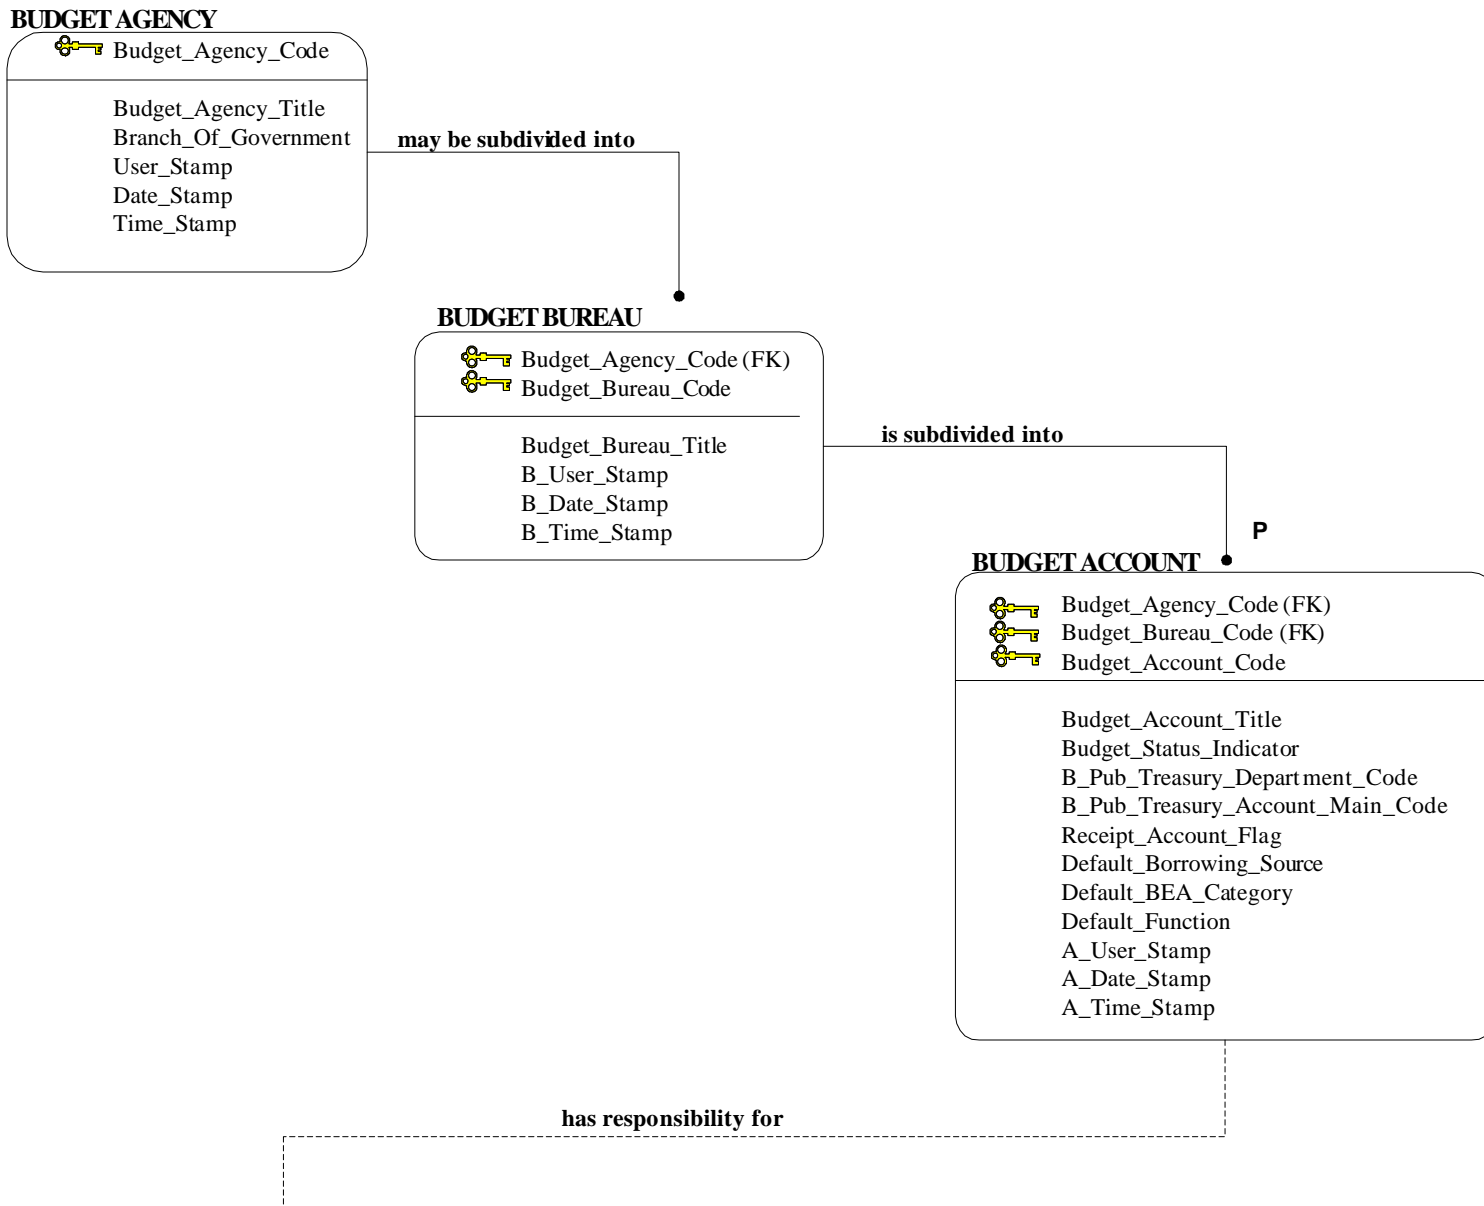 BUDGET AGENCY
Budget_Agency_Code
Budget_Agency_Title
Branch_Of_Government
User_Stamp
Date_Stamp
Time_Stamp
may be subdivided into
BUDGET BUREAU
Budget_Agency_Code (FK)
Budget_Bureau_Code
Budget_Bureau_Title
B_User_Stamp
B_Date_Stamp
B_Time_Stamp
is subdivided into
P
BUDGET ACCOUNT
Budget_Agency_Code (FK)
Budget_Bureau_Code (FK)
Budget_Account_Code
Budget_Account_Title
Budget_Status_Indicator
B_Pub_Treasury_Department_Code
B_Pub_Treasury_Account_Main_Code
Receipt_Account_Flag
Default_Borrowing_Source
Default_BEA_Category
Default_Function
A_User_Stamp
A_Date_Stamp
A_Time_Stamp
has responsibility for